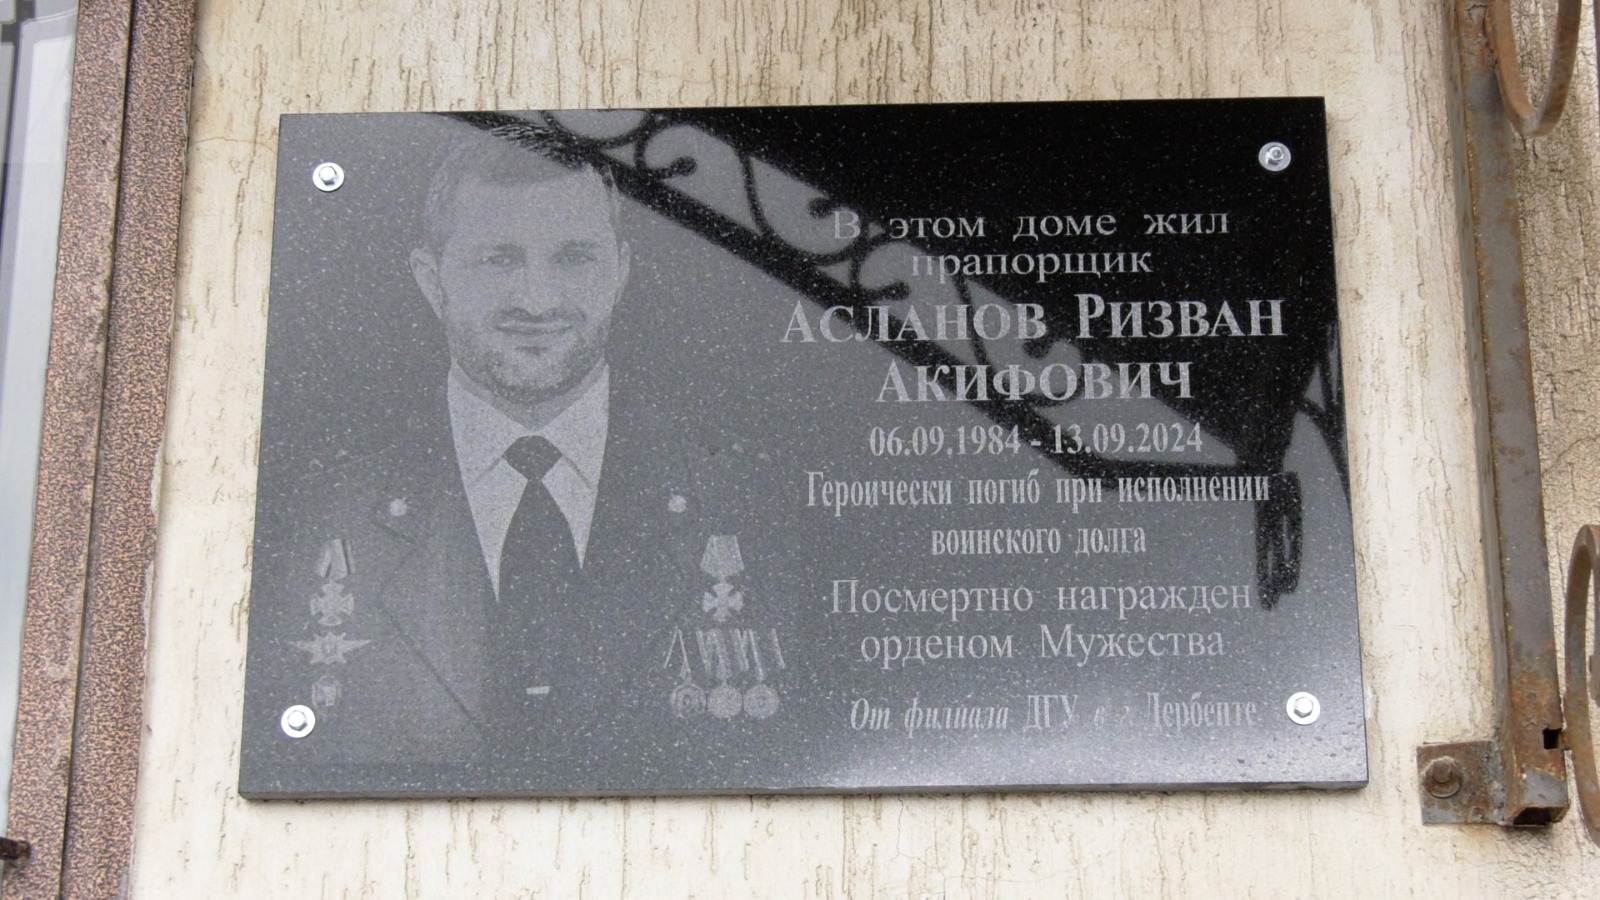 В этом доме жил
прапорщик
Асланов Ризван
Акифович
06.09.1984 - 13.09.2024
Героически погиб при исполнении
воинского долга
Посмертно награжден
орденом Мужества
От филиала ДГУ в г. Дербенте